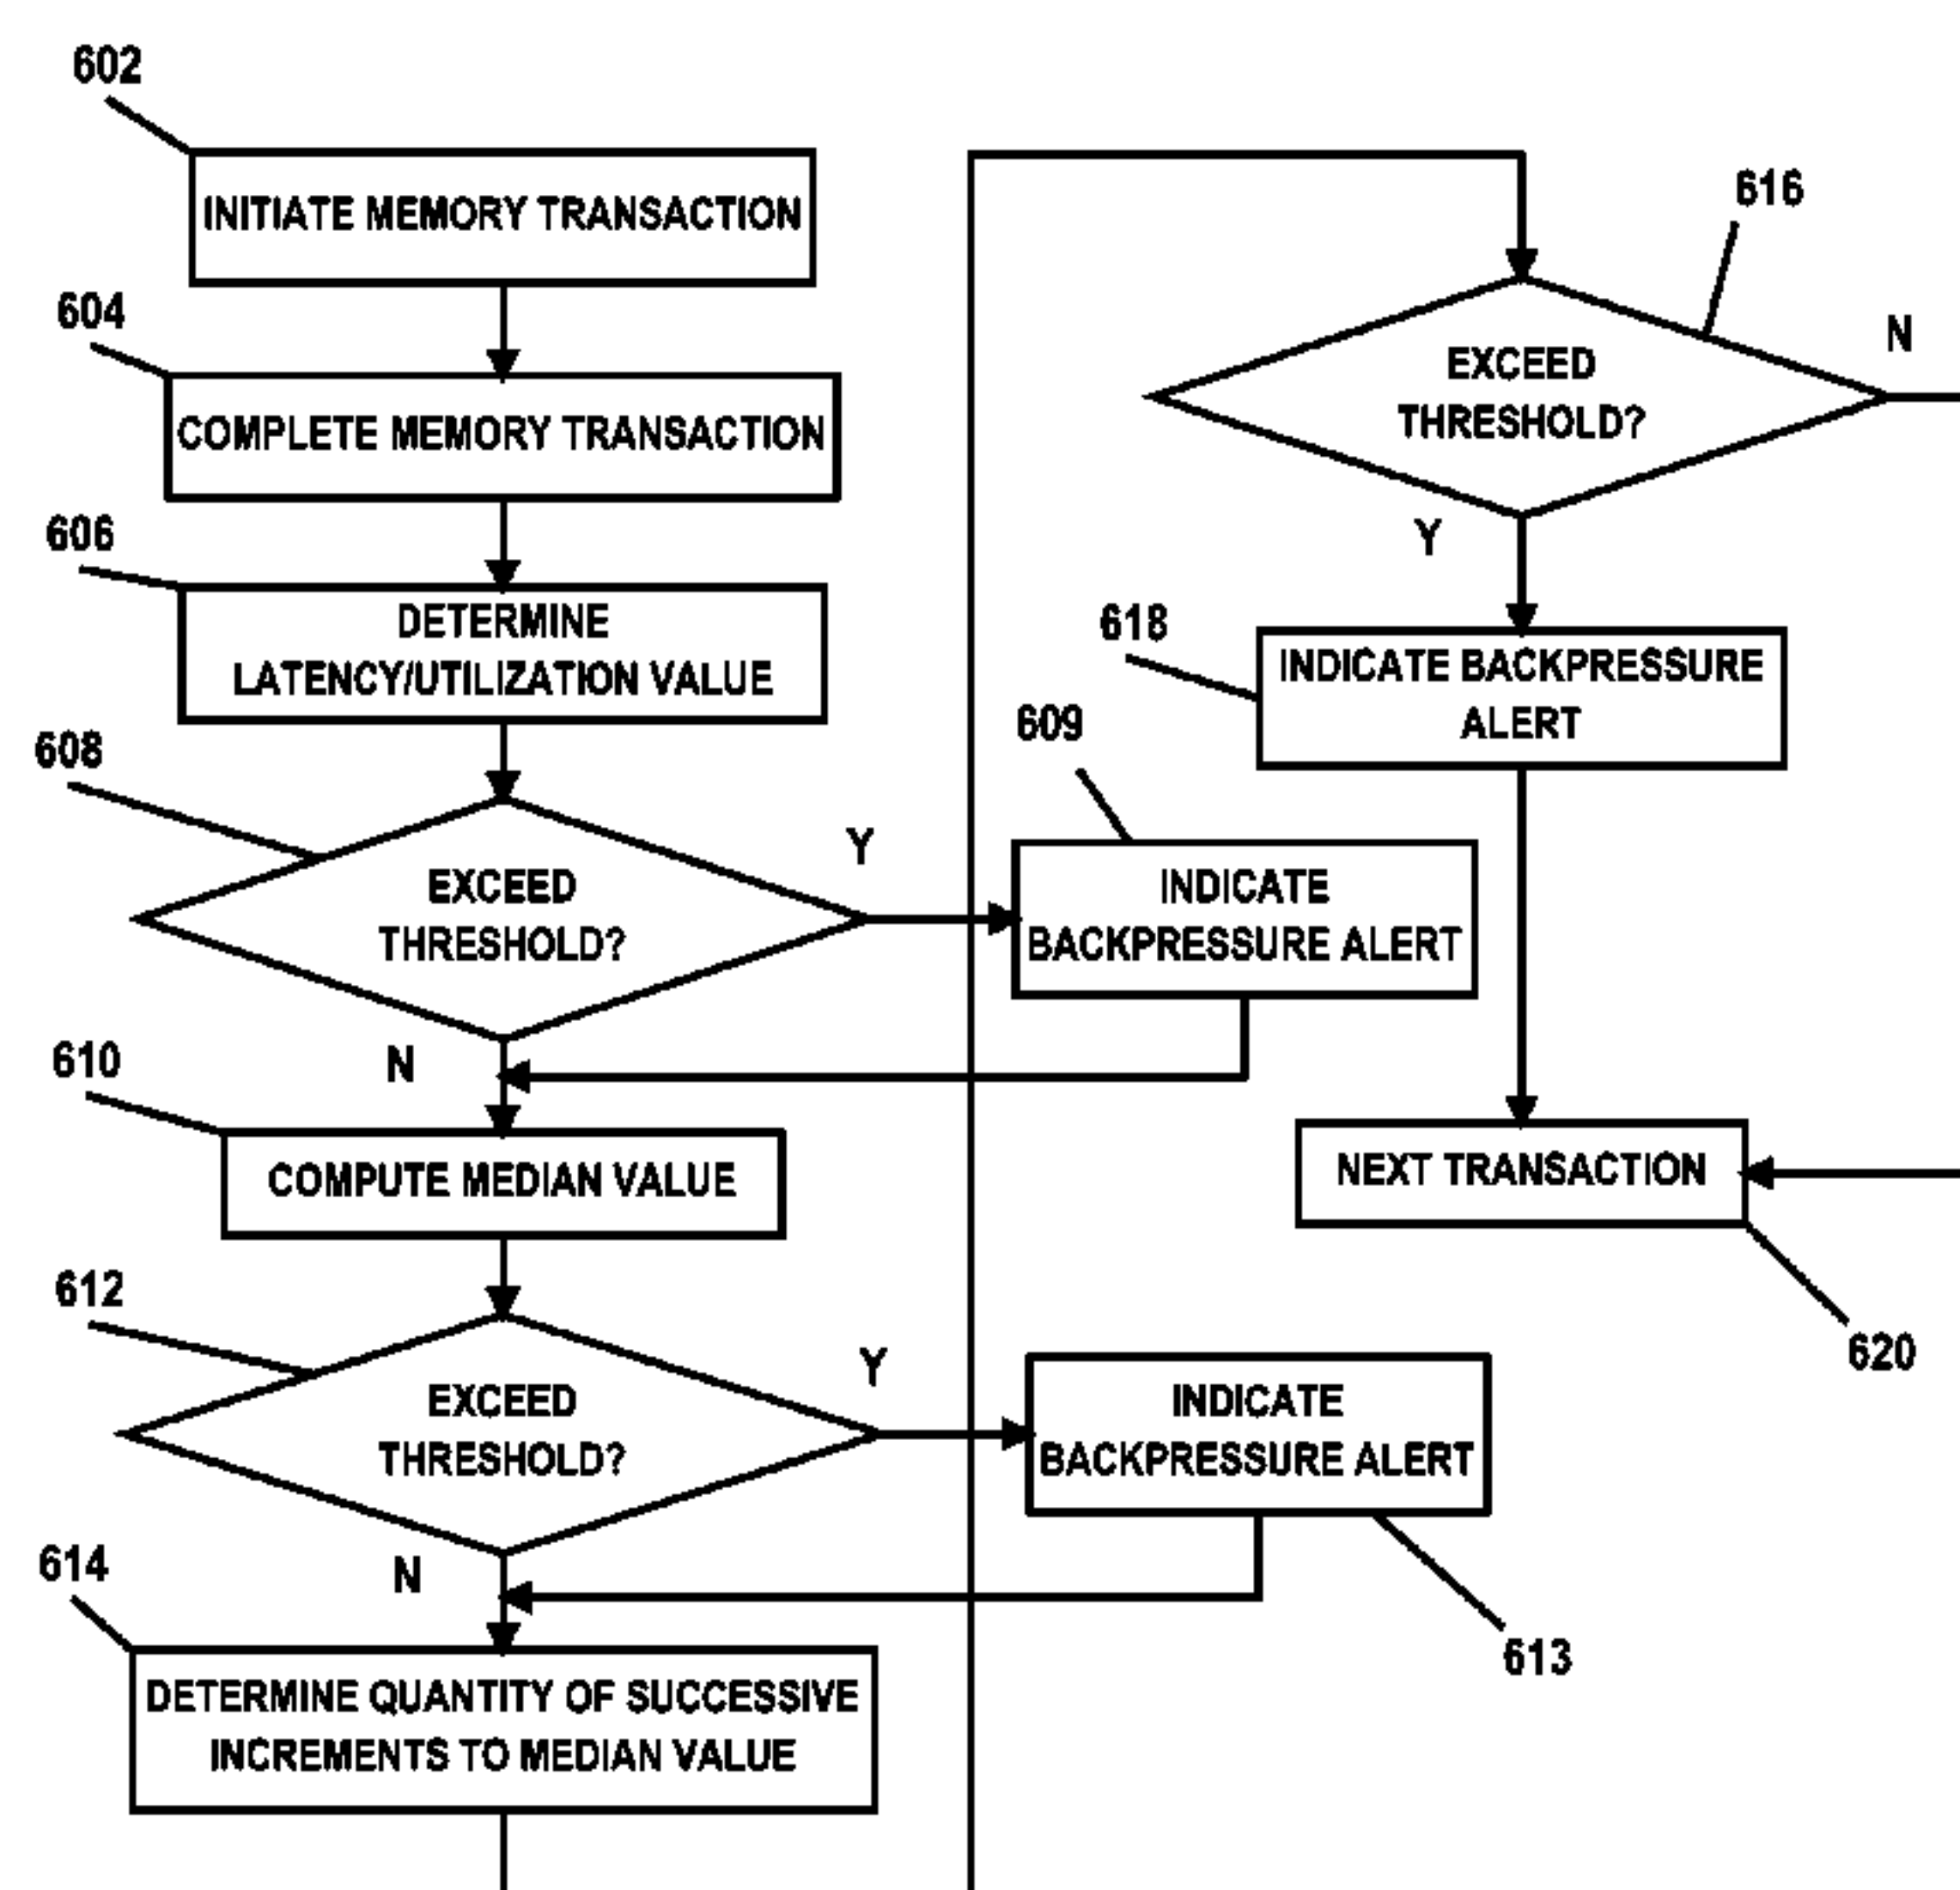 602
INITIATE MEMORY TRANSACTION
604
COMPLETE MEMORY TRANSACTION
606
DETERMINE
LATENCY/UTILIZATION VALUE
608
EXCEED
THRESHOLD?
Y
N
609
INDICATE
BACKPRESSURE ALERT
610
COMPUTE MEDIAN VALUE
612
EXCEED
THRESHOLD?
Y
N
INDICATE
BACKPRESSURE ALERT
613
614
DETERMINE QUANTITY OF SUCCESSIVE
INCREMENTS TO MEDIAN VALUE
616
EXCEED
THRESHOLD?
N
Y
618
INDICATE BACKPRESSURE
ALERT
NEXT TRANSACTION
620